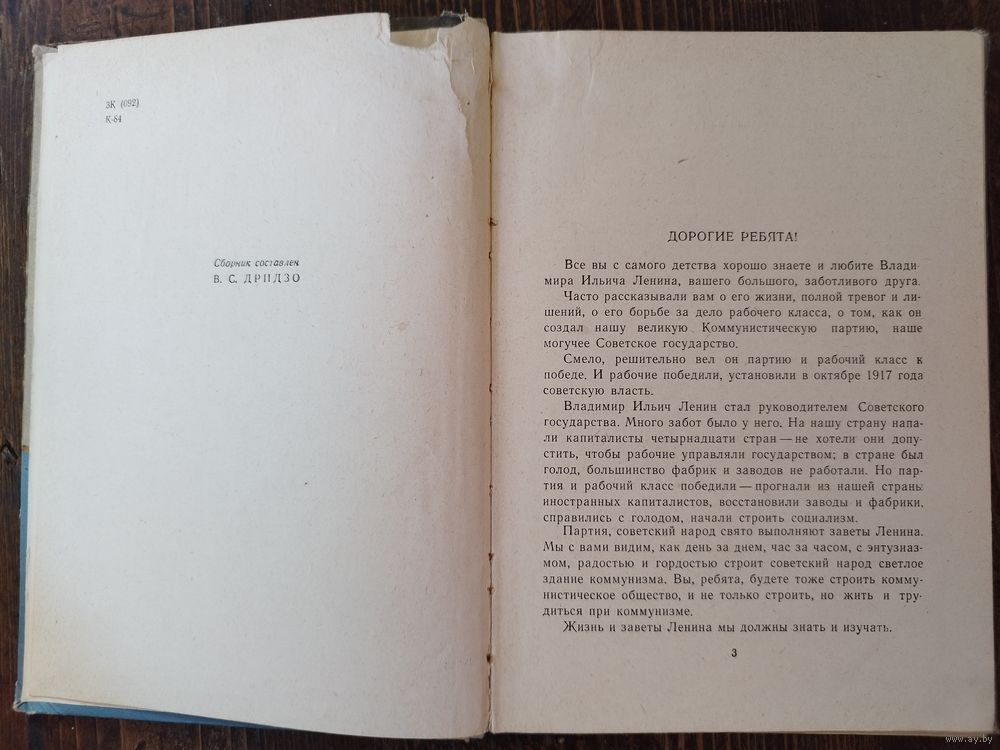 3К (092)
К-84
Сборник составлен
В. С. ДРИДЗО
ДОРОГИЕ РЕБЯТА!
Все вы с самого детства хорошо знаете и любите Влади-
мира Ильича Ленина, вашего большого, заботливого друга.
Часто рассказывали вам о его жизни, полной тревог и ли-
шений, о его борьбе за дело рабочего класса, о том, как он
создал нашу великую Коммунистическую партию, наше
могучее Советское государство.
Смело, решительно вел он партию и рабочий класс к
победе. И рабочие победили, установили в октябре 1917 года
советскую власть.
Владимир Ильич Ленин стал руководителем Советского
государства. Много забот было у него. На нашу страну напа-
ли капиталисты четырнадцати стран — не хотели они допу-
стить, чтобы рабочие управляли государством; в стране был
голод, большинство фабрик и заводов не работали. Но пар-
тия и рабочий класс победили — прогнали из нашей страны
иностранных капиталистов, восстановили заводы и фабрики,
справились с голодом, начали строить социализм.
Партия, советский народ свято выполняют заветы Ленина.
Мы с вами видим, как день за днем, час за часом, с энтузиаз-
мом, радостью и гордостью строит советский народ светлое
здание коммунизма. Вы, ребята, будете тоже строить комму-
нистическое общество, и не только строить, но жить и тру-
диться при коммунизме.
Жизнь и заветы Ленина мы должны знать и изучать.
3
www.ay.by